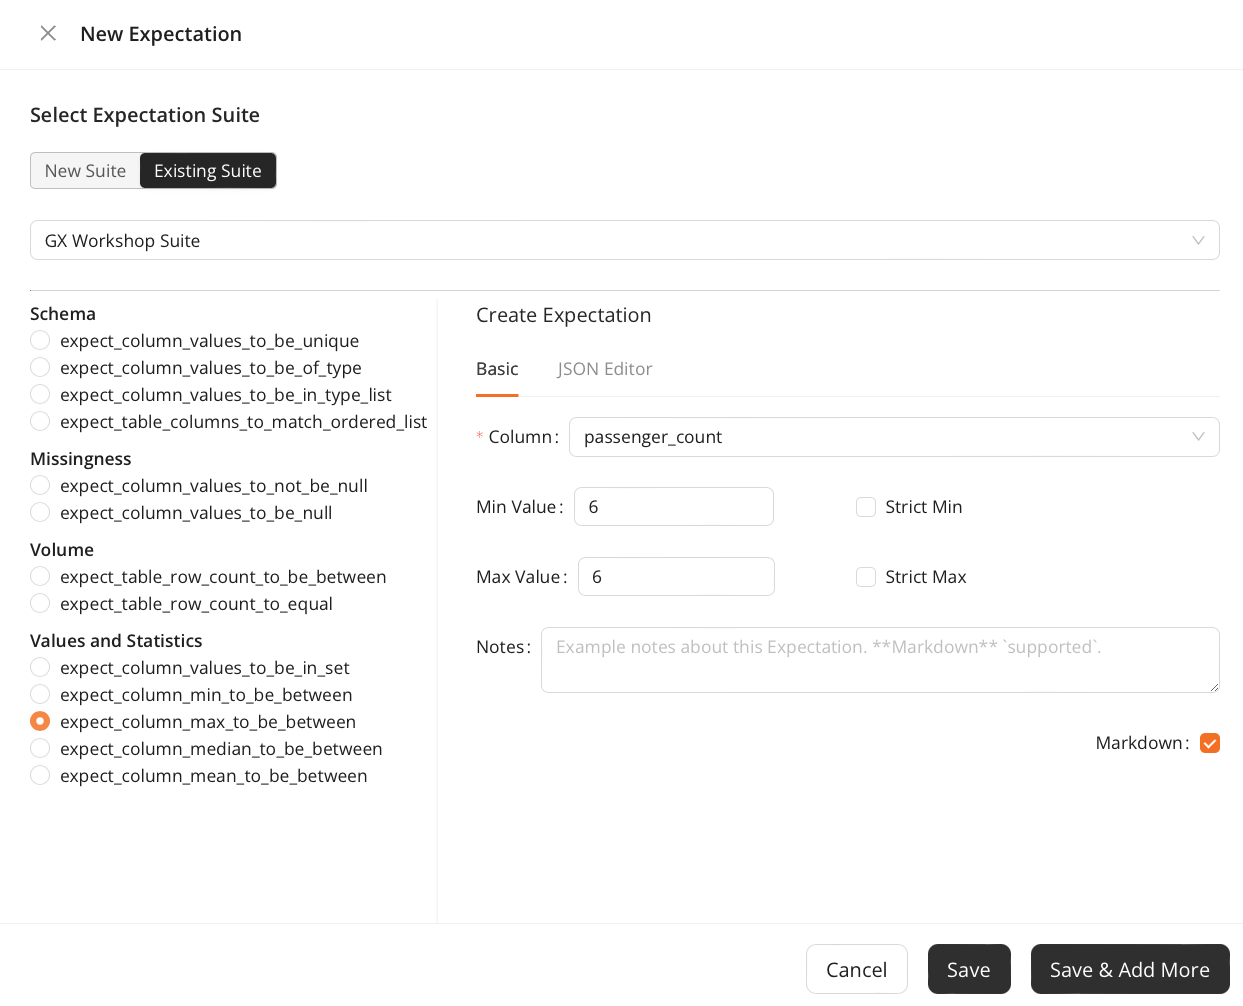 New Expectation
Select Expectation Suite
New Suite Existing Suite
GX Workshop Suite
Schema
expect_column_values_to_be_unique
expect_column_values_to_be_of_type
expect_column_values_to_be_in_type_list
expect_table_columns_to_match_ordered_list
Missingness
expect_column_values_to_not_be_null
expect_column_values_to_be_null
Volume
expect_table_row_count_to_be_between
expect_table_row_count_to_equal
Values and Statistics
expect_column_values_to_be_in_set
expect_column_min_to_be_between
expect_column_max_to_be_between
expect_column_median_to_be_between
expect_column_mean_to_be_between
Create Expectation
Basic JSON Editor
* Column: passenger_count
Min Value: 6 Strict Min
Max Value: 6 Strict Max
Notes: Example notes about this Expectation. **Markdown** `supported`.
Markdown:
Cancel Save Save & Add More